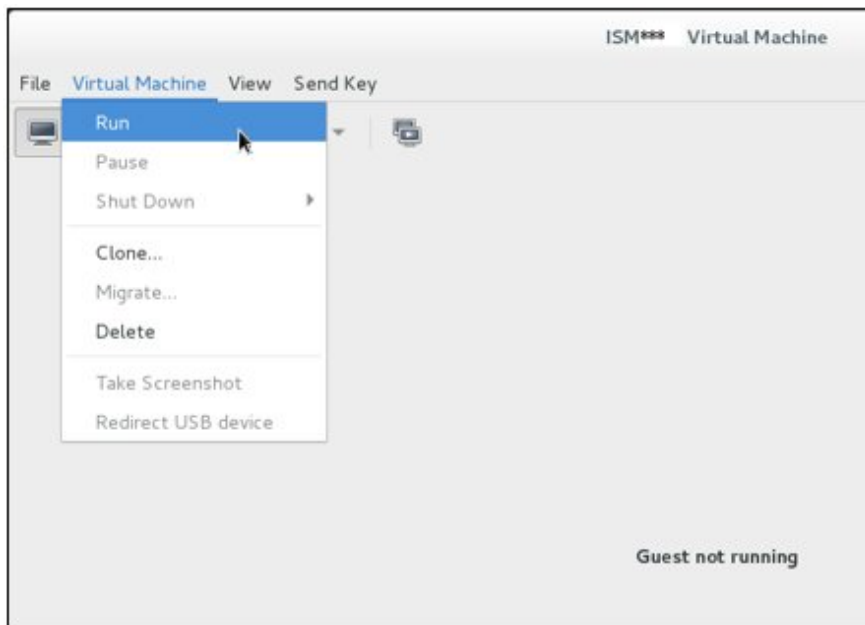 ISM*** Virtual Machine
File Virtual Machine View Send Key
Run
Pause
Shut Down
Clone...
Migrate...
Delete
Take Screenshot
Redirect USB device
Guest not running